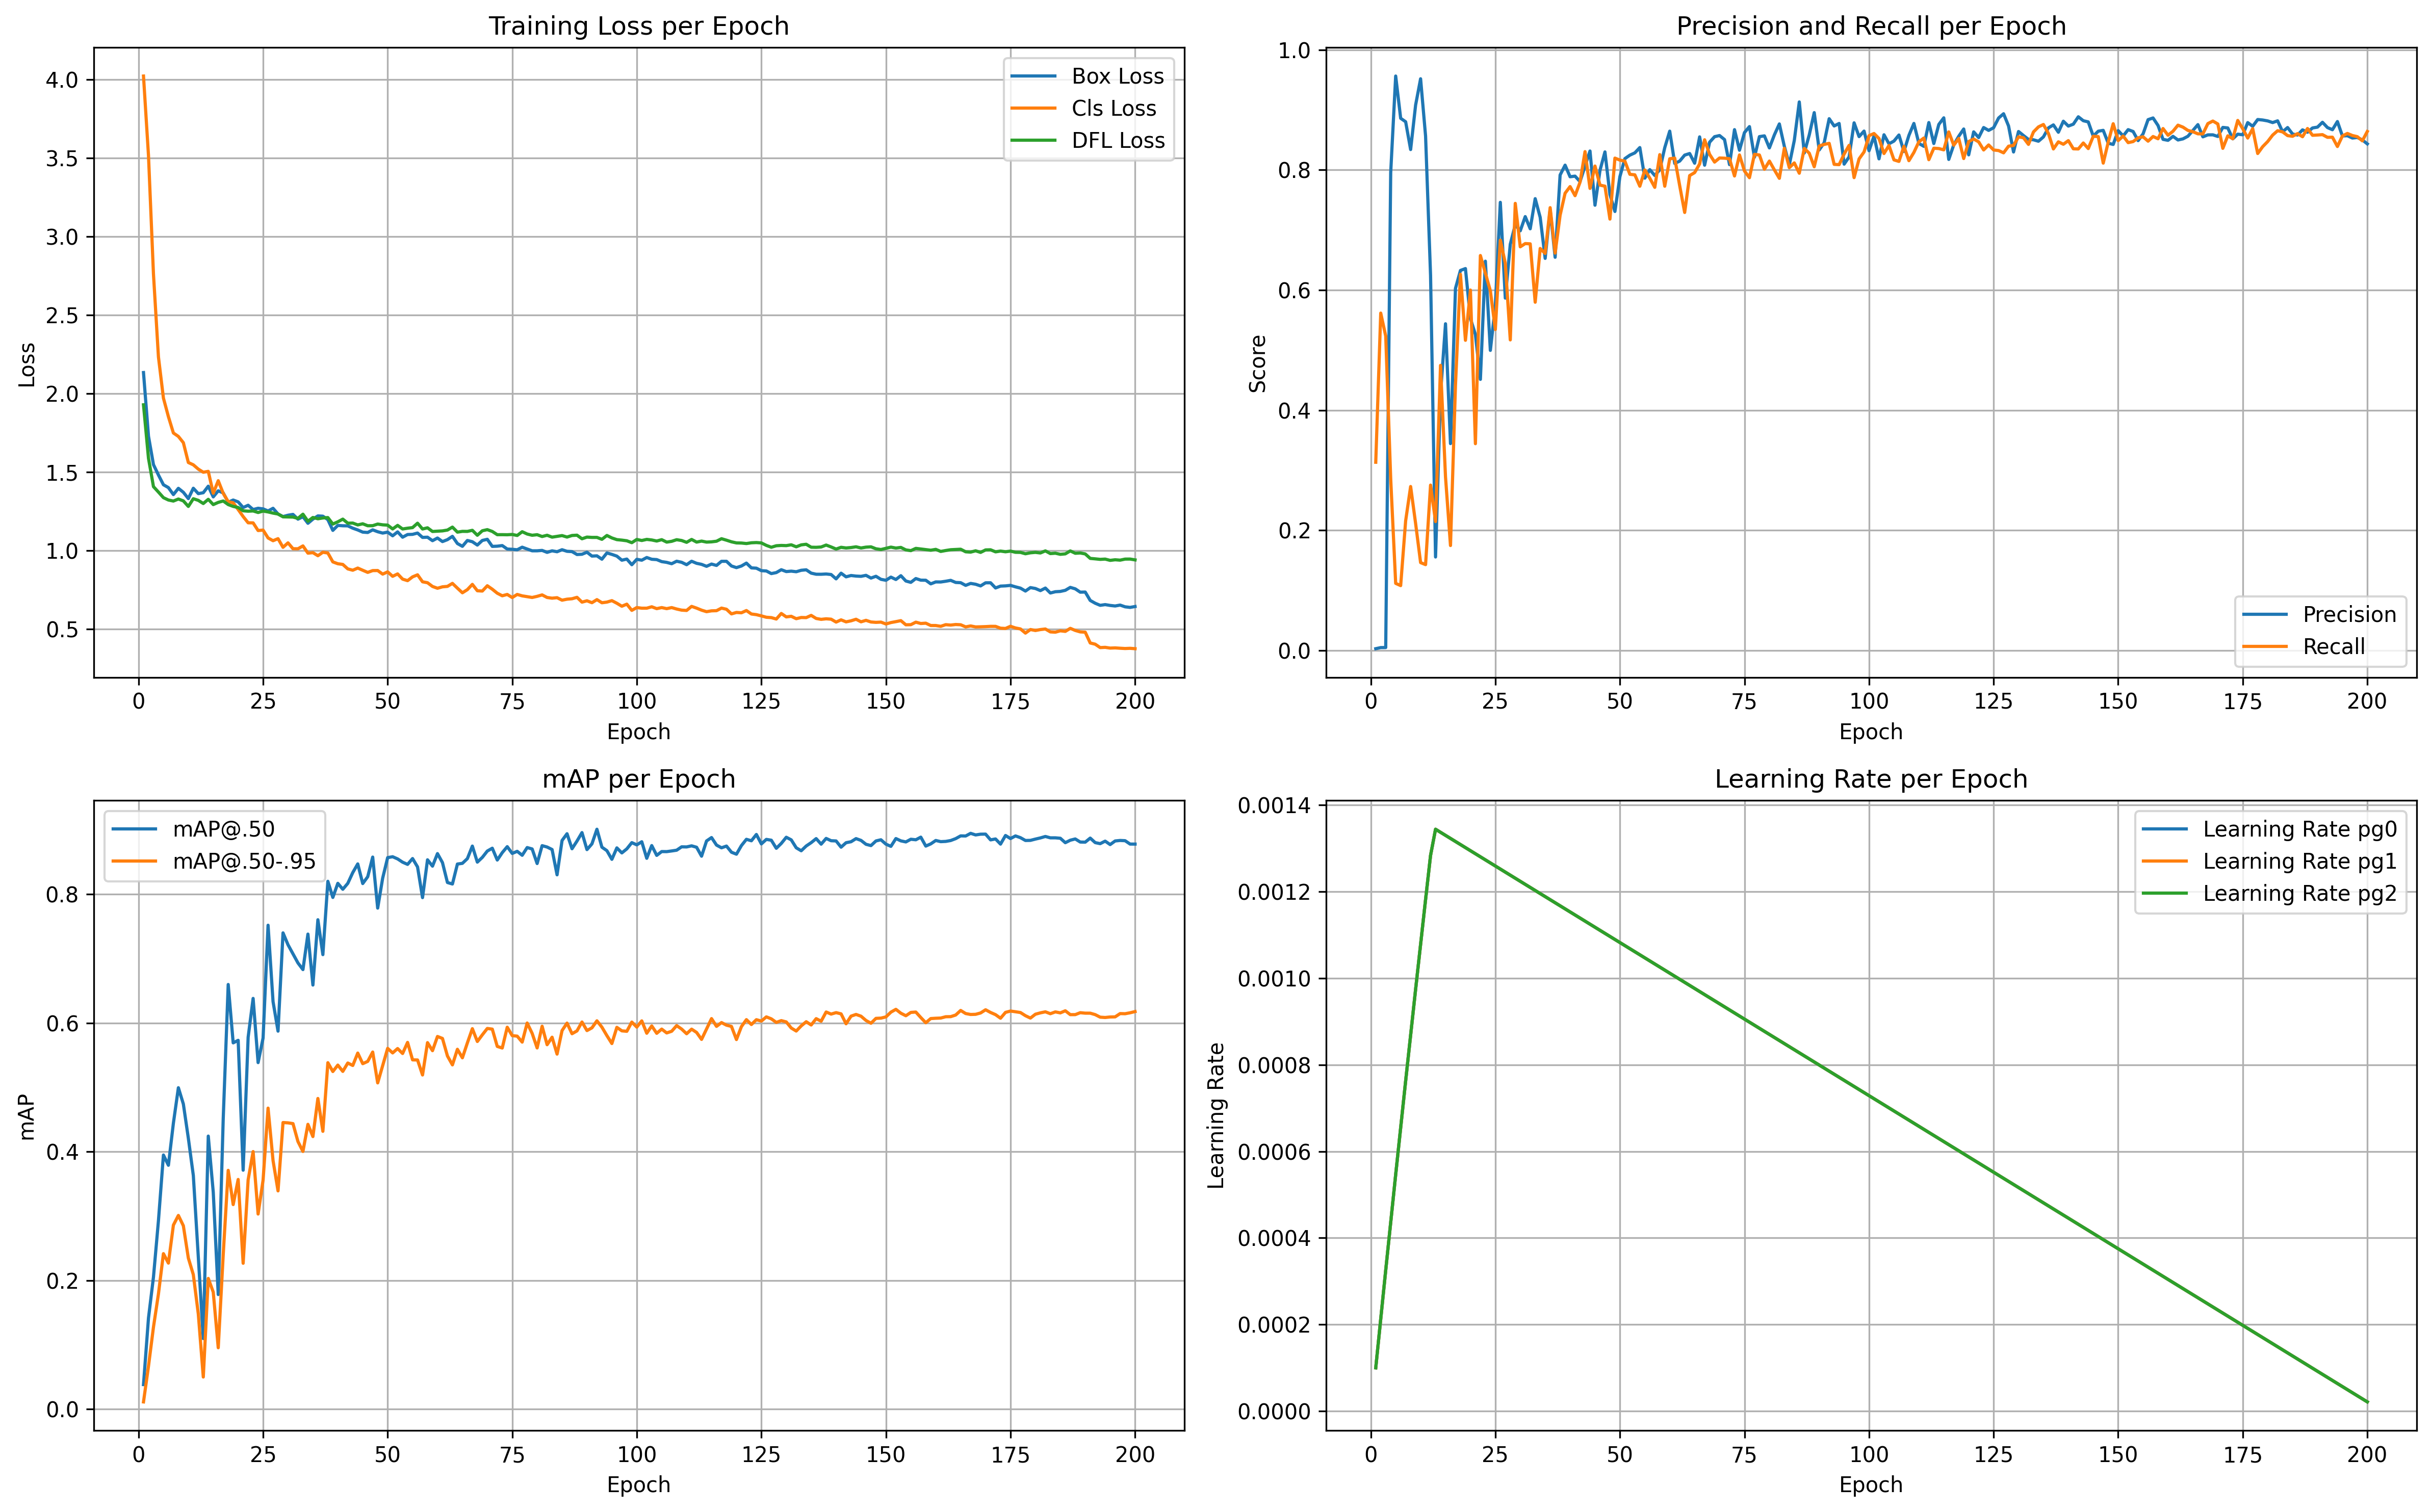 Training Loss per Epoch
4.0
3.5
3.0
2.5
2.0
1.5
1.0
0.5
Loss
0 25 50 75 100 125 150 175 200
Epoch
Box Loss
Cls Loss
DFL Loss
Precision and Recall per Epoch
1.0
0.8
0.6
0.4
0.2
0.0
Score
0 25 50 75 100 125 150 175 200
Epoch
Precision
Recall
mAP per Epoch
mAP@.50
mAP@.50-.95
0.8
0.6
0.4
0.2
0.0
mAP
0 25 50 75 100 125 150 175 200
Epoch
Learning Rate per Epoch
0.0014
0.0012
0.0010
0.0008
0.0006
0.0004
0.0002
0.0000
Learning Rate
0 25 50 75 100 125 150 175 200
Epoch
Learning Rate pg0
Learning Rate pg1
Learning Rate pg2